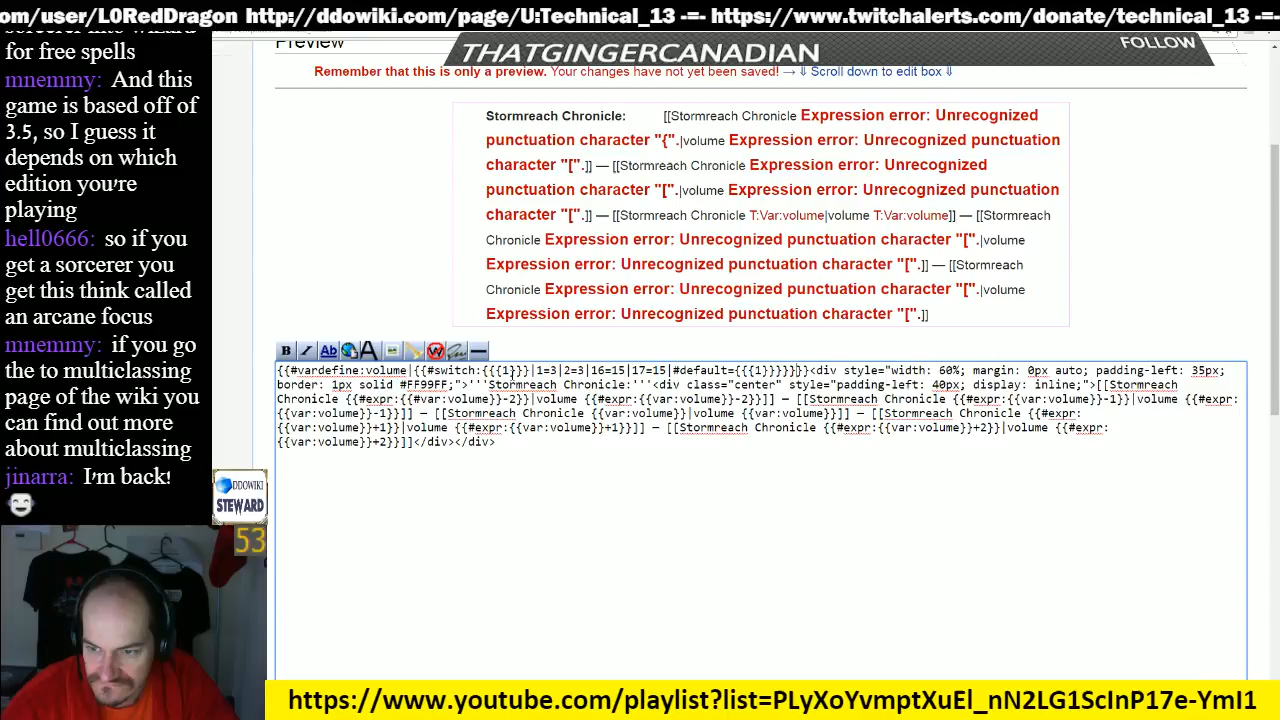 om/user/L0RedDragon http://ddowiki.com/page/U:Technical_13 -=- https://www.twitchalerts.com/donate/technical_13 -=
sorcerer into wizard
for free spells
mnemmy: And this
game is based off of
3.5, so I guess it
depends on which
edition you're
playing
hell0666: so if you
get a sorcerer you
get this think called
an arcane focus
mnemmy: if you go
the to multiclassing
page of the wiki you
can find out more
about multiclassing
jinarra: I'm back!
DDOWIKI
STEWARD
53
Preview
THATGINGERCANADIAN
FOLLOW
Remember that this is only a preview. Your changes have not yet been saved! → ⇓ Scroll down to edit box ⇓
Stormreach Chronicle: [[Stormreach Chronicle Expression error: Unrecognized
punctuation character "{".|volume Expression error: Unrecognized punctuation
character "[".]] — [[Stormreach Chronicle Expression error: Unrecognized
punctuation character "[".|volume Expression error: Unrecognized punctuation
character "[".]] — [[Stormreach Chronicle T:Var:volume|volume T:Var:volume]] — [[Stormreach
Chronicle Expression error: Unrecognized punctuation character "[".|volume
Expression error: Unrecognized punctuation character "[".]] — [[Stormreach
Chronicle Expression error: Unrecognized punctuation character "[".|volume
Expression error: Unrecognized punctuation character "[".]]
B I Ab A W
{{#vardefine:volume|{{#switch:{{{1}}}|1=3|2=3|16=15|17=15|#default={{{1}}}}}}}<div style="width: 60%; margin: 0px auto; padding-left: 35px;
border: 1px solid #FF99FF;">'''Stormreach Chronicle:'''<div class="center" style="padding-left: 40px; display: inline;">[[Stormreach
Chronicle {{#expr:{{#var:volume}}-2}}|volume {{#expr:{{var:volume}}-2}}]] — [[Stormreach Chronicle {{#expr:{{var:volume}}-1}}|volume {{#expr:
{{var:volume}}-1}}]] — [[Stormreach Chronicle {{var:volume}}|volume {{var:volume}}]] — [[Stormreach Chronicle {{#expr:
{{var:volume}}+1}}|volume {{#expr:{{var:volume}}+1}}]] — [[Stormreach Chronicle {{#expr:{{var:volume}}+2}}|volume {{#expr:
{{var:volume}}+2}}]]</div></div>
https://www.youtube.com/playlist?list=PLyXoYvmptXuEl_nN2LG1ScInP17e-YmI1